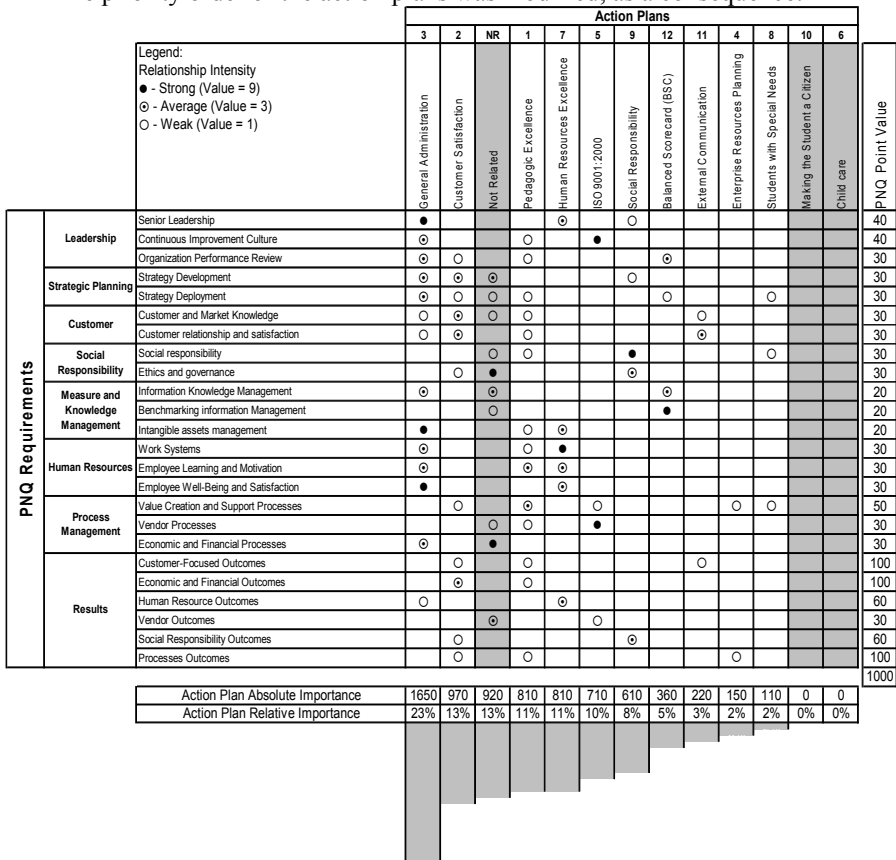 Action Plans
3 2 NR 1 7 5 9 12 11 4 8 10 6
Legend:
Relationship Intensity
● - Strong (Value = 9)
⊙ - Average (Value = 3)
○ - Weak (Value = 1)
General Administration
Customer Satisfaction
Not Related
Pedagogic Excellence
Human Resources Excellence
ISO 9001:2000
Social Responsibility
Balanced Scorecard (BSC)
External Communication
Enterprise Resources Planning
Students with Special Needs
Making the Student a Citizen
Child care
PNQ Point Value
PNQ Requirements
Leadership
Senior Leadership ● ⊙ ○ 40
Continuous Improvement Culture ⊙ ○ ● 40
Organization Performance Review ⊙ ○ ○ ⊙ 30
Strategic Planning
Strategy Development ⊙ ⊙ ⊙ ○ 30
Strategy Deployment ⊙ ○ ○ ○ ○ ○ 30
Customer
Customer and Market Knowledge ○ ⊙ ○ ○ ○ 30
Customer relationship and satisfaction ○ ⊙ ○ ⊙ 30
Social
Responsibility
Social responsibility ○ ○ ● ○ 30
Ethics and governance ○ ● ⊙ 30
Measure and
Knowledge
Management
Information Knowledge Management ⊙ ⊙ ⊙ 20
Benchmarking information Management ○ ● 20
Intangible assets management ● ○ ⊙ 20
Human Resources
Work Systems ⊙ ○ ● 30
Employee Learning and Motivation ⊙ ⊙ ⊙ 30
Employee Well-Being and Satisfaction ● ⊙ 30
Process
Management
Value Creation and Support Processes ○ ⊙ ○ ○ ○ 50
Vendor Processes ○ ○ ● 30
Economic and Financial Processes ⊙ ● 30
Results
Customer-Focused Outcomes ○ ○ ○ 100
Economic and Financial Outcomes ⊙ ○ 100
Human Resource Outcomes ○ ⊙ 60
Vendor Outcomes ⊙ ○ 30
Social Responsibility Outcomes ○ ⊙ 60
Processes Outcomes ○ ○ ○ 100
1000
Action Plan Absolute Importance 1650 970 920 810 810 710 610 360 220 150 110 0 0
Action Plan Relative Importance 23% 13% 13% 11% 11% 10% 8% 5% 3% 2% 2% 0% 0%